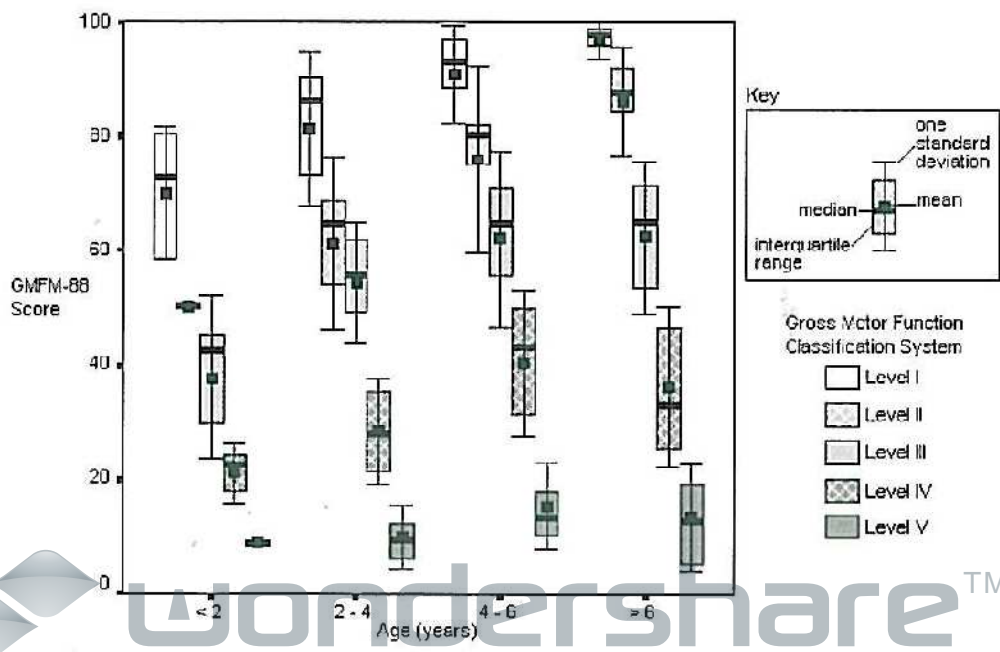 100
80
60
40
20
0
GMFM-88
Score
< 2
2 - 4
4 - 6
> 6
Age (years)
Key
one
standard
deviation
median
mean
interquartile
range
Gross Motor Function
Classification System
Level I
Level II
Level III
Level IV
Level V
wondershare™